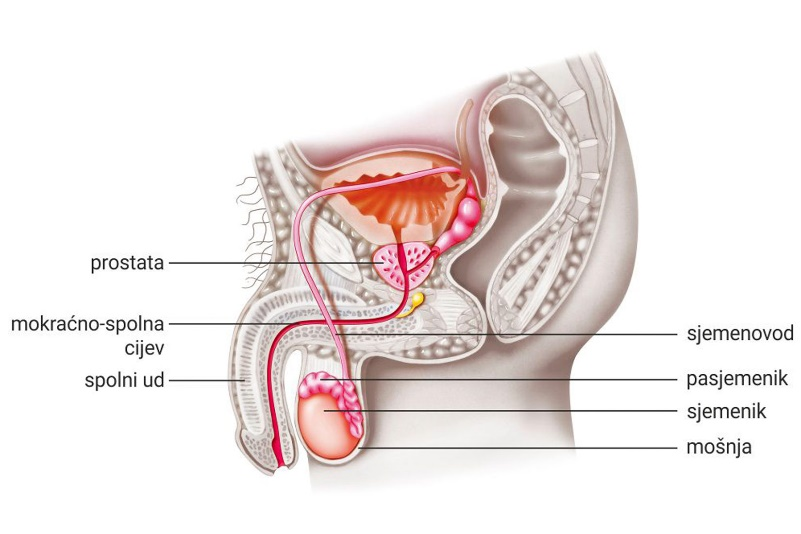 prostata
mokraćno-spolna
cijev
spolni ud
sjemenovod
pasjemenik
sjemenik
mošnja